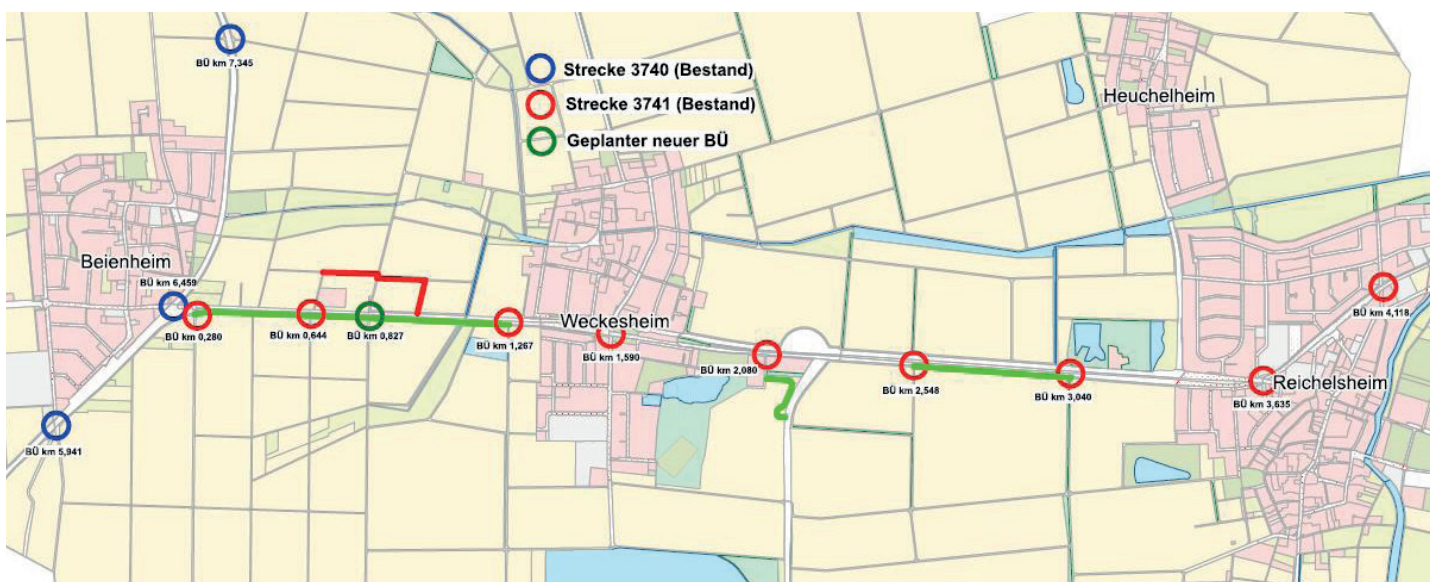 BÜ km 7,345
Strecke 3740 (Bestand)
Strecke 3741 (Bestand)
Geplanter neuer BÜ
Heuchelheim
Beienheim
BÜ km 6,459
BÜ km 0,280
BÜ km 0,644
BÜ km 0,827
BÜ km 1,267
Weckesheim
BÜ km 1,590
BÜ km 2,080
BÜ km 2,548
BÜ km 3,040
BÜ km 4,118
Reichelsheim
BÜ km 3,635
BÜ km 5,941